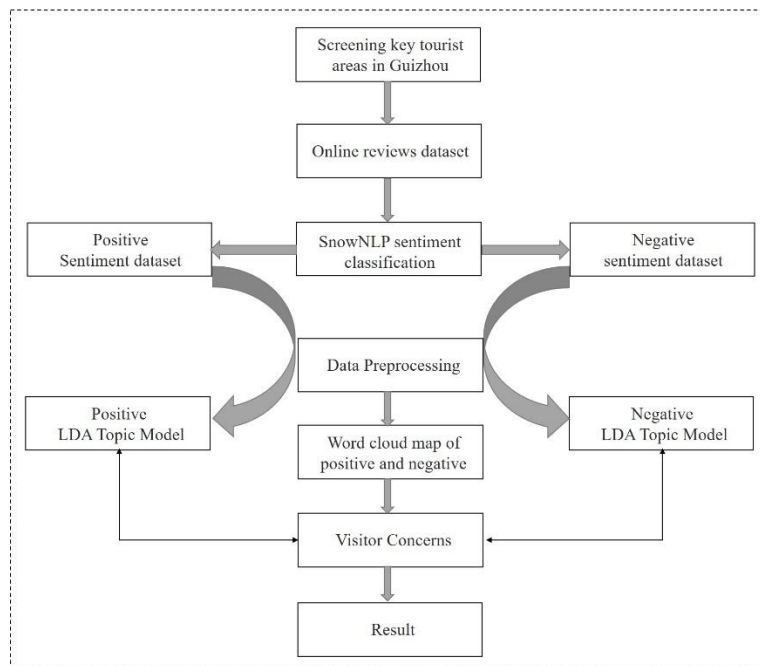 Screening key tourist
areas in Guizhou
Online reviews dataset
Positive
Sentiment dataset
SnowNLP sentiment
classification
Negative
sentiment dataset
Data Preprocessing
Positive
LDA Topic Model
Word cloud map of
positive and negative
Negative
LDA Topic Model
Visitor Concerns
Result